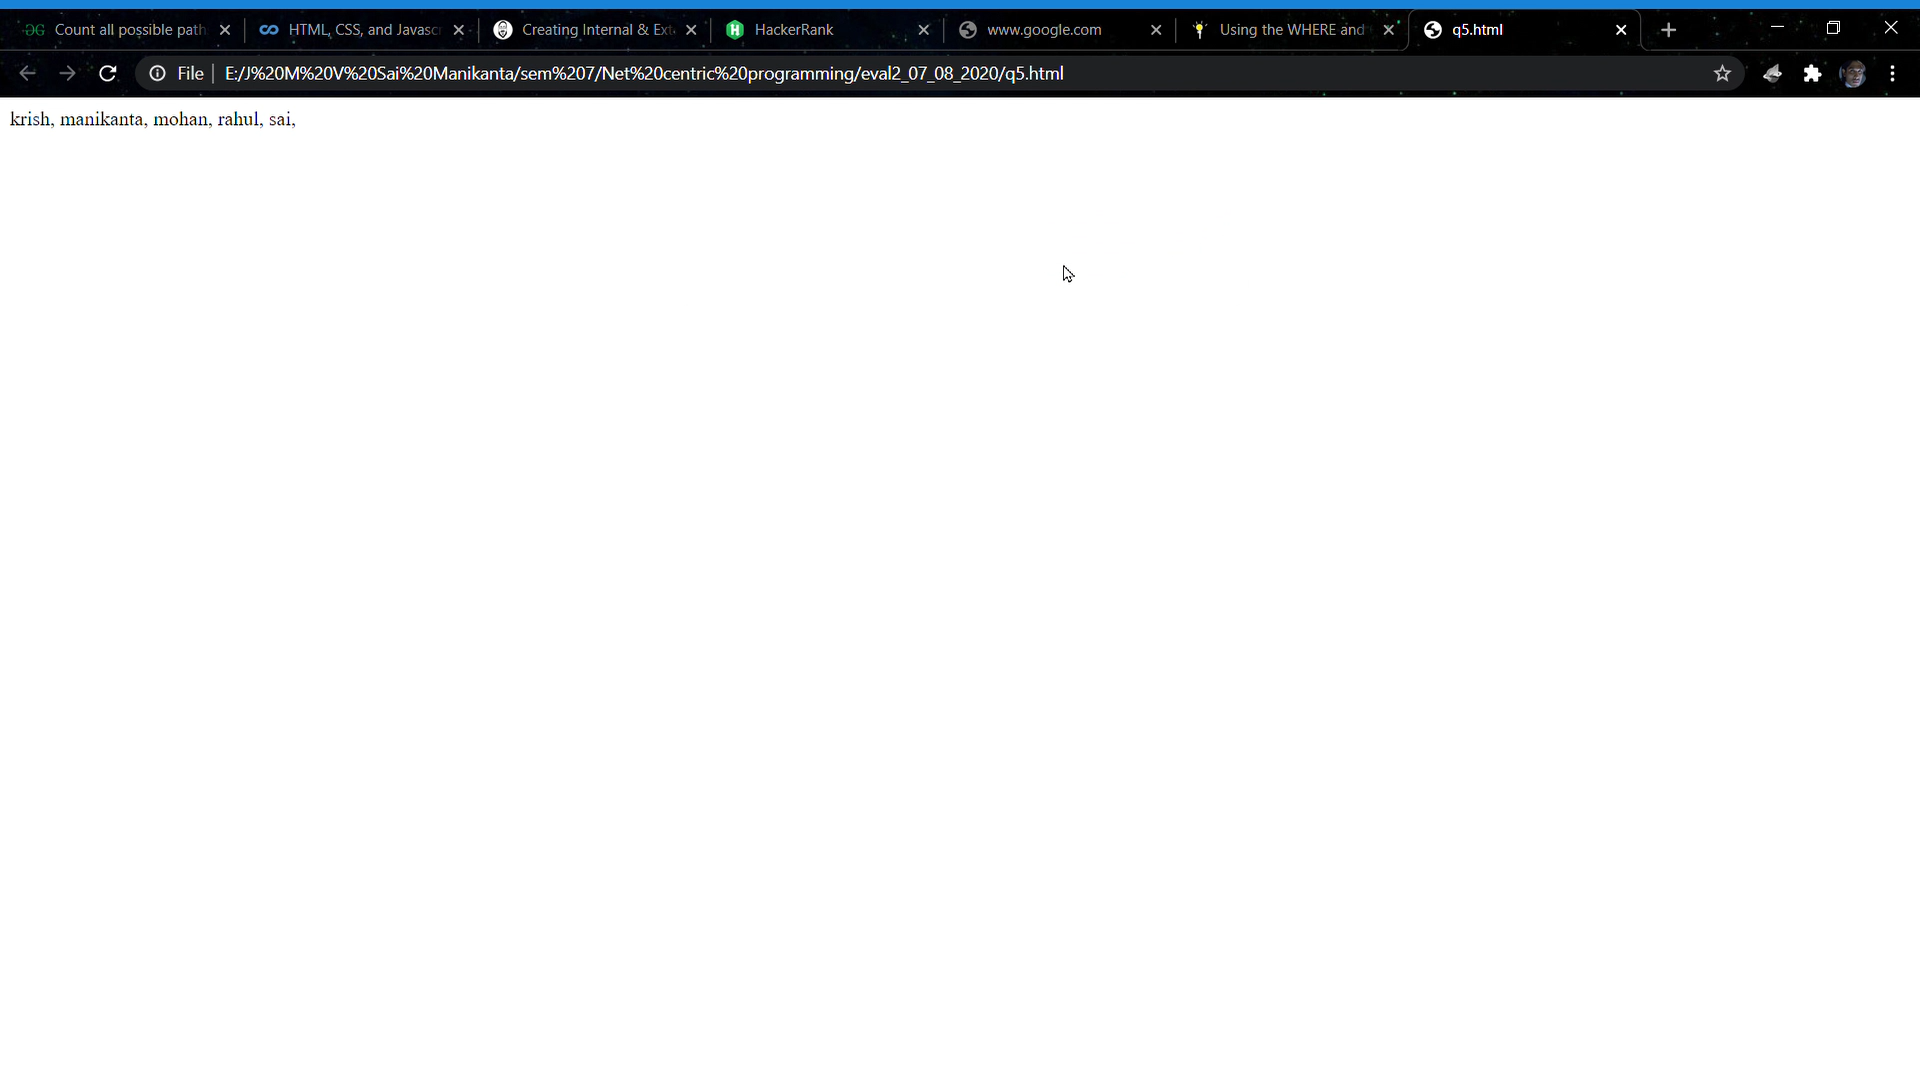 Count all possible path
HTML, CSS, and Javasc
Creating Internal & Ext
HackerRank
www.google.com
Using the WHERE and
q5.html
File
E:/J%20M%20V%20Sai%20Manikanta/sem%207/Net%20centric%20programming/eval2_07_08_2020/q5.html
krish, manikanta, mohan, rahul, sai,